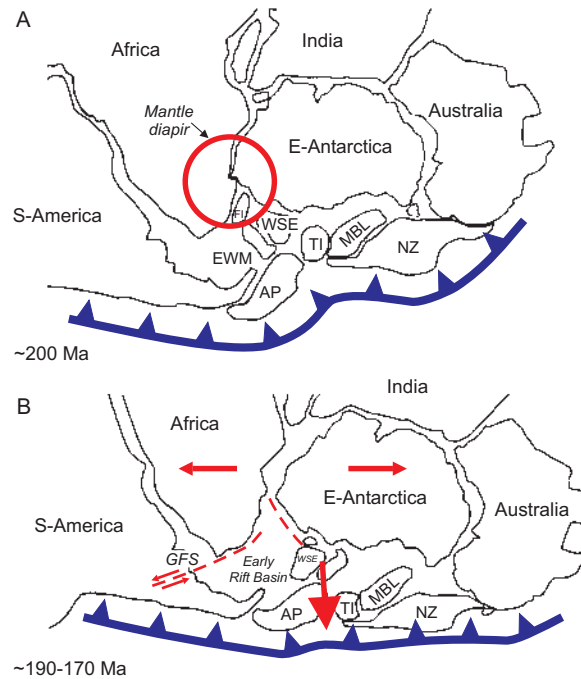 A
Africa
India
Mantle
diapir
Australia
E-Antarctica
S-America
FI
WSE
TI
MBL
NZ
EWM
AP
~200 Ma
B
India
Africa
E-Antarctica
Australia
S-America
GFS
Early
Rift Basin
WSE
AP
TI
MBL
NZ
~190-170 Ma